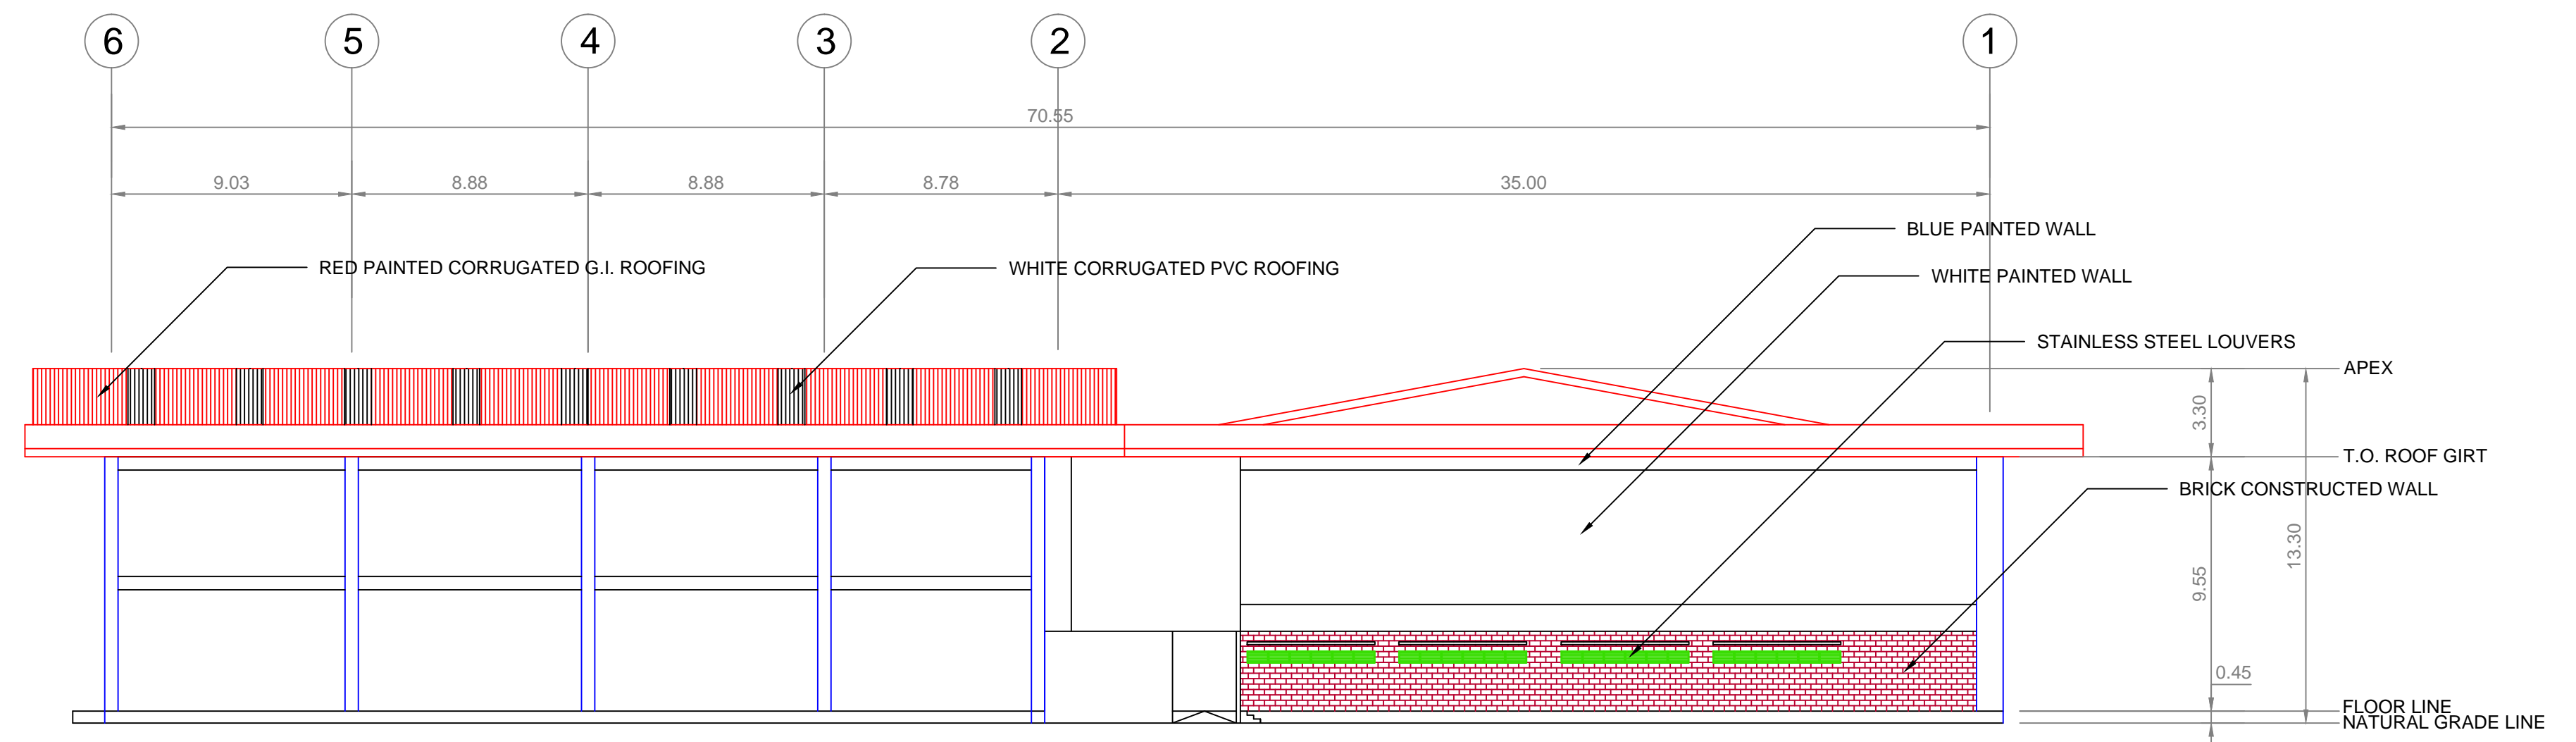 6 5 4 3 2 1
70.55
9.03 8.88 8.88 8.78 35.00
BLUE PAINTED WALL
RED PAINTED CORRUGATED G.I. ROOFING
WHITE CORRUGATED PVC ROOFING
WHITE PAINTED WALL
STAINLESS STEEL LOUVERS
APEX
3.30
T.O. ROOF GIRT
BRICK CONSTRUCTED WALL
13.30
9.55
0.45
FLOOR LINE
NATURAL GRADE LINE